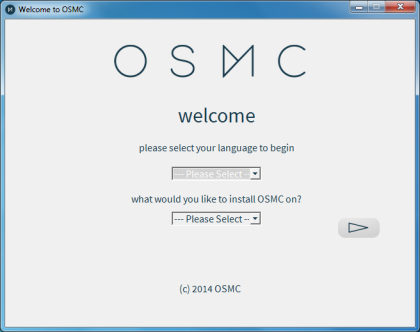 Welcome to OSMC
OSMC
welcome
please select your language to begin
--- Please Select --
what would you like to install OSMC on?
--- Please Select --
(c) 2014 OSMC